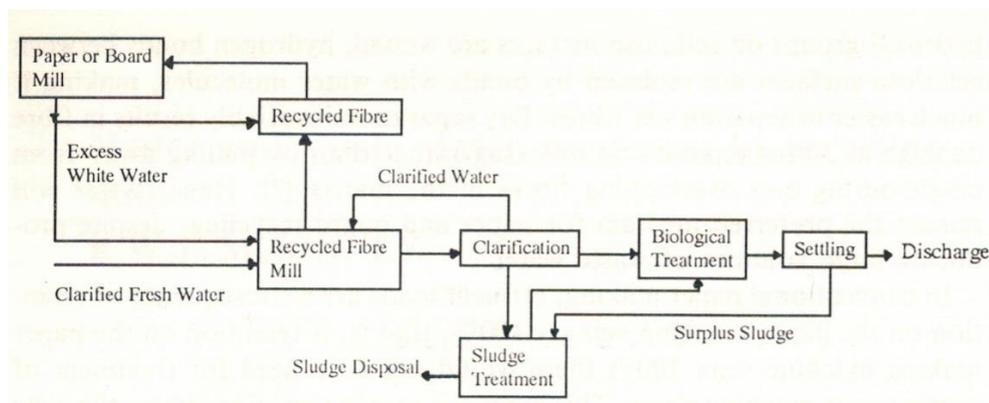 Paper or Board
Mill
Recycled Fibre
Excess
White Water
Clarified Water
Recycled Fibre
Mill
Clarification
Biological
Treatment
Settling
Discharge
Clarified Fresh Water
Surplus Sludge
Sludge
Treatment
Sludge Disposal